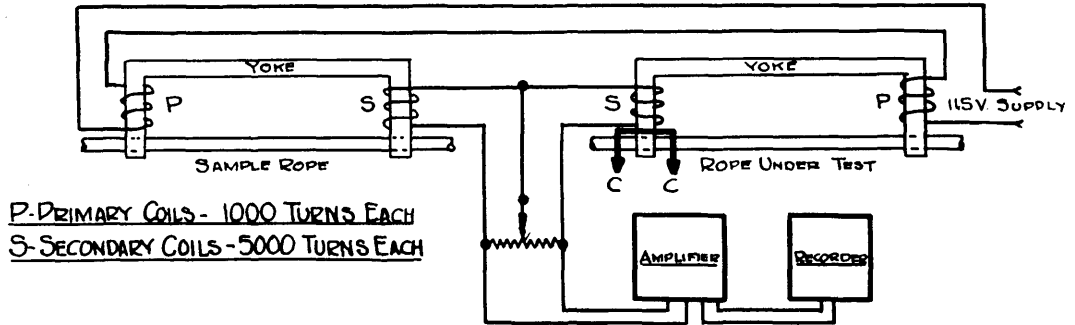 YOKE
YOKE
P
S
S
P
115V. SUPPLY
SAMPLE ROPE
ROPE UNDER TEST
C
C
P-PRIMARY COILS - 1000 TURNS EACH
S-SECONDARY COILS - 5000 TURNS EACH
AMPLIFIER
RECORDER